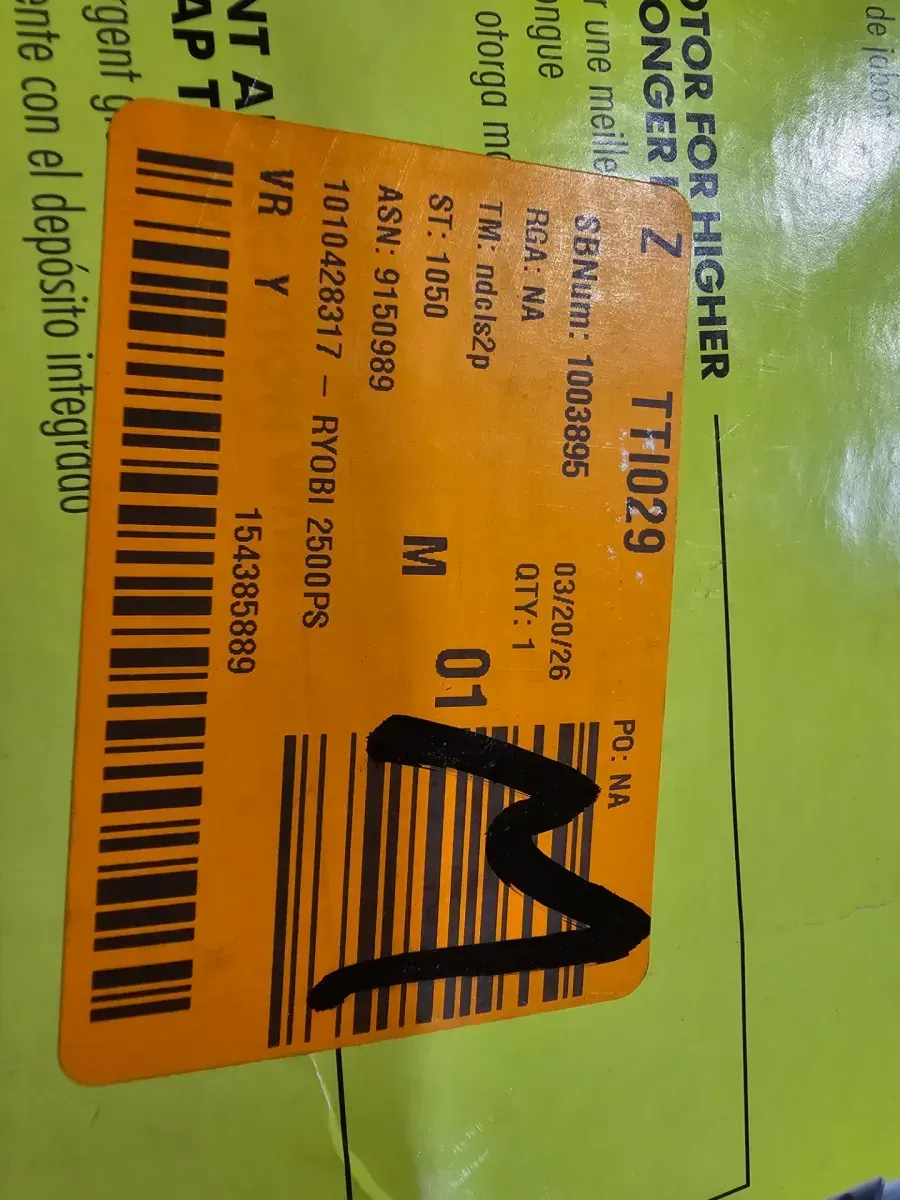 de jabón
OTOR FOR HIGHER
ONGER
r une meille
ongue
otorga
Z TTI029 PO: NA
SBNum: 1003895 03/20/26
RGA: NA QTY: 1
TM: ndcls2p
ST: 1050 01
ASN: 9150989 M
1010428317 - RYOBI 2500PS
VR Y 154385889
M
NT A
AP T
rgent
ente con el depósito integrado